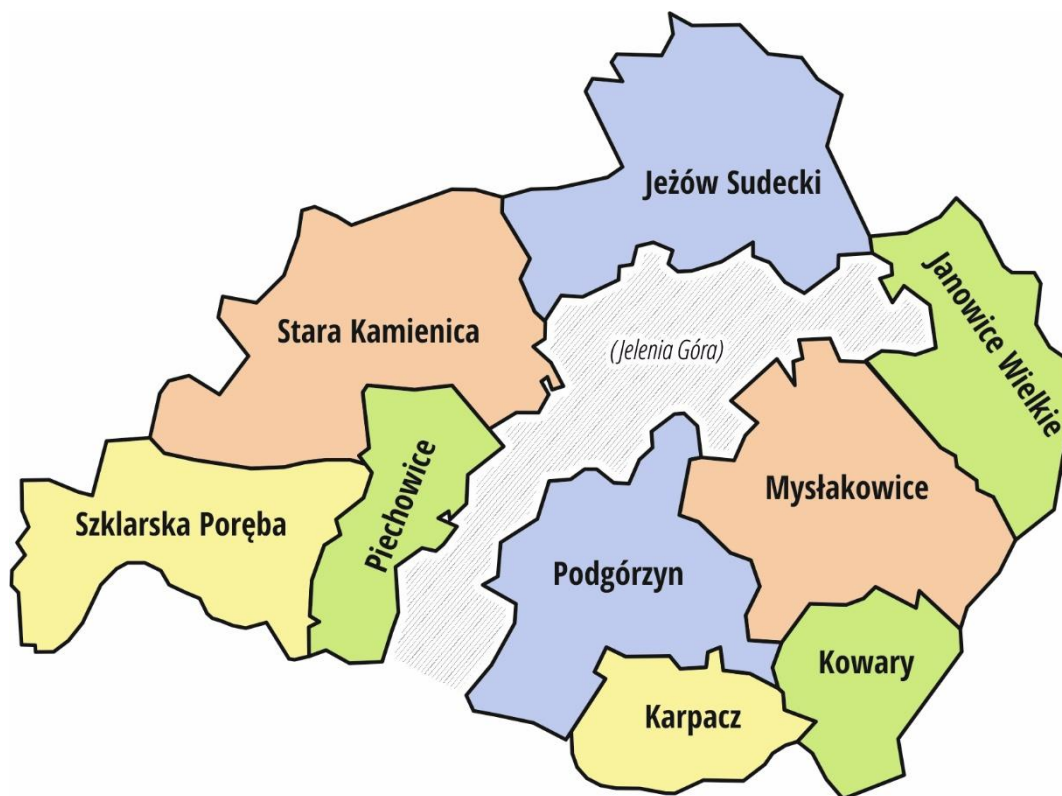 Jeżów Sudecki
Janowice Wielkie
Stara Kamienica
(Jelenia Góra)
Piechowice
Mysłakowice
Szklarska Poręba
Podgórzyn
Kowary
Karpacz